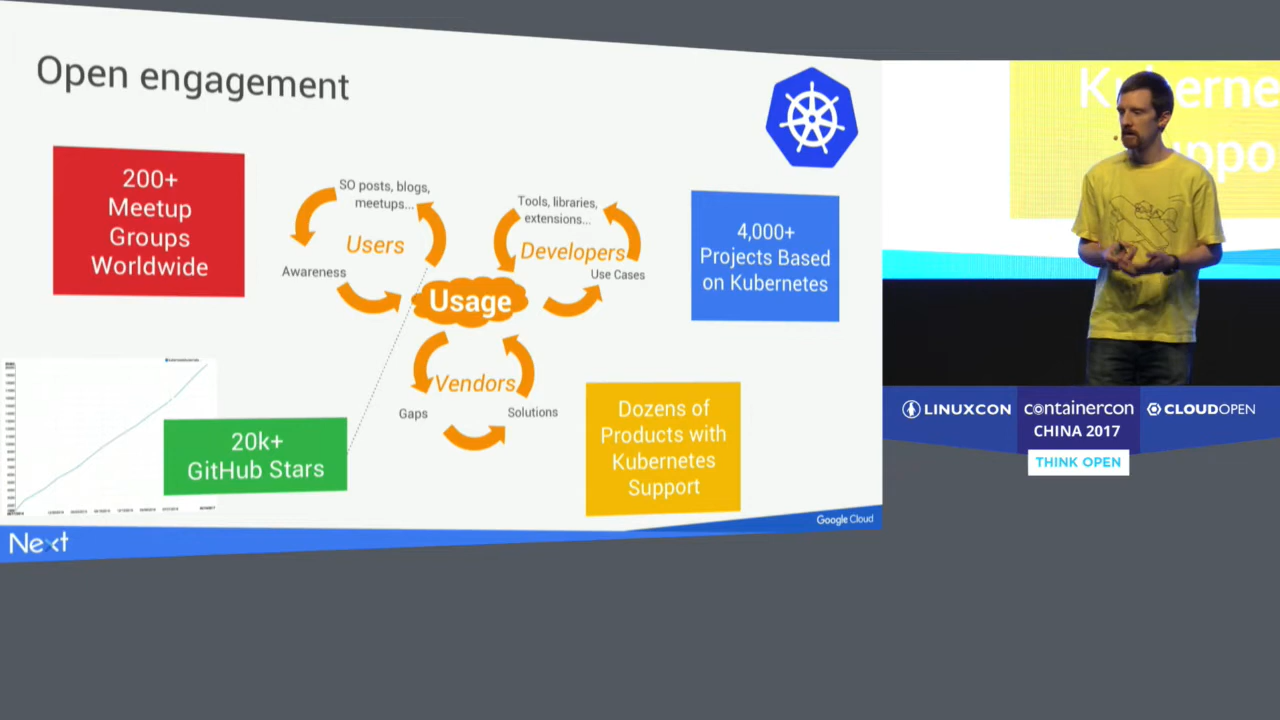 Open engagement
200+
Meetup
Groups
Worldwide
SO posts, blogs,
meetups...
Users
Awareness
Tools, libraries,
extensions...
Developers
Use Cases
Usage
4,000+
Projects Based
on Kubernetes
Vendors
Gaps
Solutions
20k+
GitHub Stars
Dozens of
Products with
Kubernetes
Support
Google Cloud
Next
LINUXCON
containercon
CLOUDOPEN
CHINA 2017
THINK OPEN